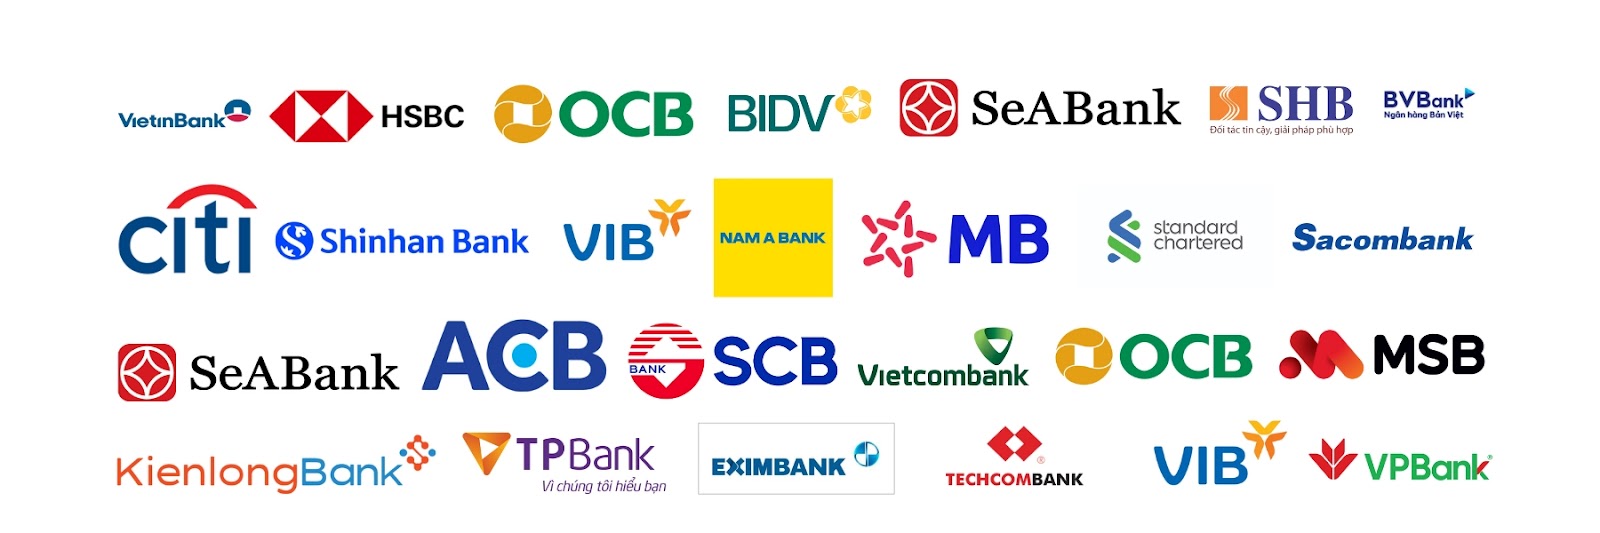 VietinBank
HSBC
OCB
BIDV
SeABank
SHB
Đối tác tin cậy, giải pháp phù hợp
BVBank
Ngân hàng Bản Việt
citi
Shinhan Bank
VIB
NAM A BANK
MB
standard
chartered
Sacombank
SeABank
ACB
BANK
SCB
Vietcombank
OCB
MSB
KienlongBank
TPBank
Vì chúng tôi hiểu bạn
EXIMBANK
TECHCOMBANK
®
VIB
VPBank®